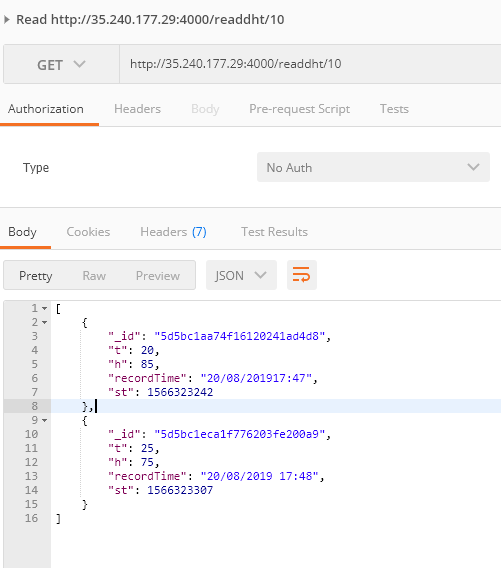 Read http://35.240.177.29:4000/readdht/10
GET http://35.240.177.29:4000/readdht/10
Authorization Headers Body Pre-request Script Tests
Type No Auth
Body Cookies Headers (7) Test Results
Pretty Raw Preview JSON
1 [
2 {
3 "_id": "5d5bc1aa74f16120241ad4d8",
4 "t": 20,
5 "h": 85,
6 "recordTime": "20/08/201917:47",
7 "st": 1566323242
8 },
9 {
10 "_id": "5d5bc1eca1f776203fe200a9",
11 "t": 25,
12 "h": 75,
13 "recordTime": "20/08/2019 17:48",
14 "st": 1566323307
15 }
16 ]